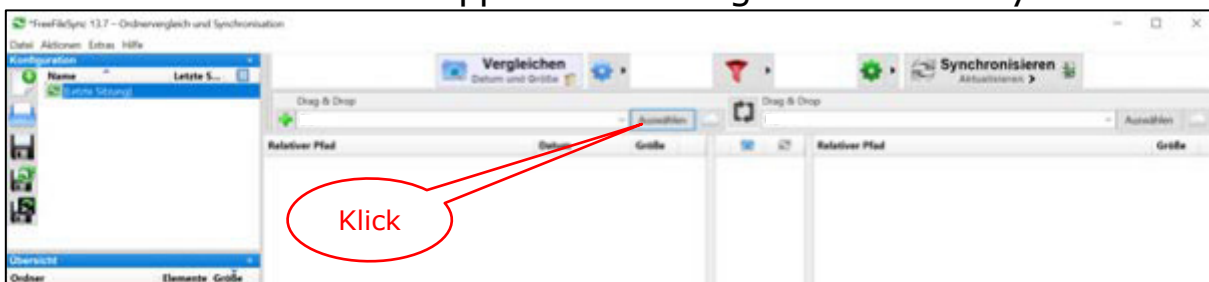 *FreeFileSync 13.7 - Ordnervergleich und Synchronisation
Datei Aktionen Extras Hilfe
Konfiguration
Name Letzte S...
[Letzte Sitzung]
Vergleichen
Datum und Größe
Synchronisieren
Aktualisieren >
Drag & Drop
Auswählen
Drag & Drop
Auswählen
Relativer Pfad Datum Größe
Relativer Pfad Größe
Klick
Übersicht
Ordner Elemente Größe